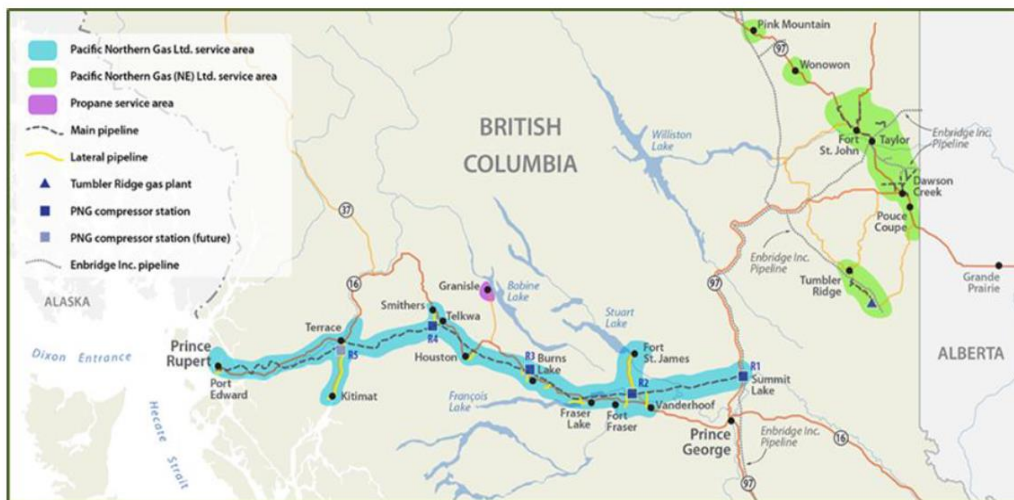 Pacific Northern Gas Ltd. service area
Pacific Northern Gas (NE) Ltd. service area
Propane service area
Main pipeline
Lateral pipeline
Tumbler Ridge gas plant
PNG compressor station
PNG compressor station (future)
Enbridge Inc. pipeline
Pink Mountain
97
Wonowon
BRITISH
COLUMBIA
Williston
Lake
Fort
St. John
Taylor
Enbridge Inc.
Pipeline
Dawson
Creek
Pouce
Coupe
37
Enbridge Inc.
Pipeline
Tumbler
Ridge
Grande
Prairie
ALASKA
16
Granisle
Babine
Lake
97
Smithers
Telkwa
Stuart
Lake
Terrace
R4
Dixon Entrance
Prince
Rupert
R5
Houston
R3
Burns
Lake
Fort
St. James
ALBERTA
Port
Edward
Kitimat
François
Lake
R2
R1
Summit
Lake
Fraser
Lake
Fort
Fraser
Vanderhoof
Hecate Strait
Prince
George
Enbridge Inc.
Pipeline
16
97